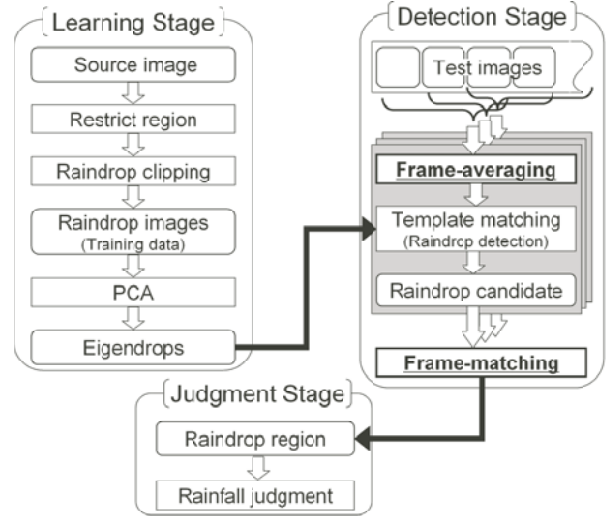 [Learning Stage]
Source image
Restrict region
Raindrop clipping
Raindrop images
(Training data)
PCA
Eigendrops
[Detection Stage]
Test images
Frame-averaging
Template matching
(Raindrop detection)
Raindrop candidate
Frame-matching
[Judgment Stage]
Raindrop region
Rainfall judgment